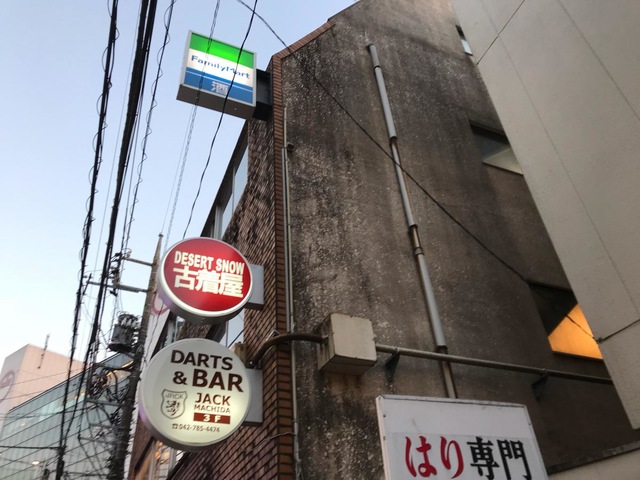 FamilyMart
酒
DESERT SNOW
古着屋
DARTS
& BAR
JACK
JACK
MACHIDA
3F
☎042-785-4474
はり専門